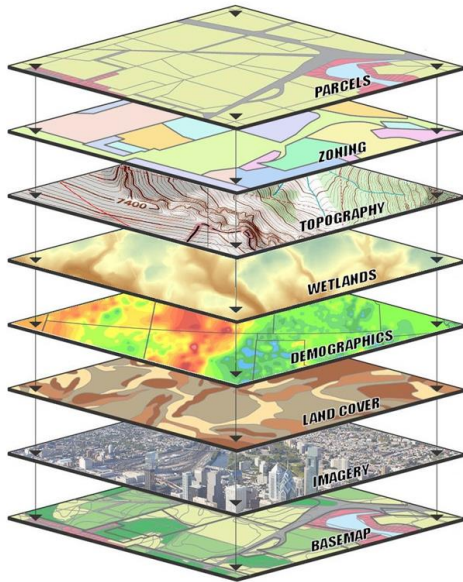 PARCELS
ZONING
7400
TOPOGRAPHY
WETLANDS
DEMOGRAPHICS
LAND COVER
IMAGERY
BASEMAP